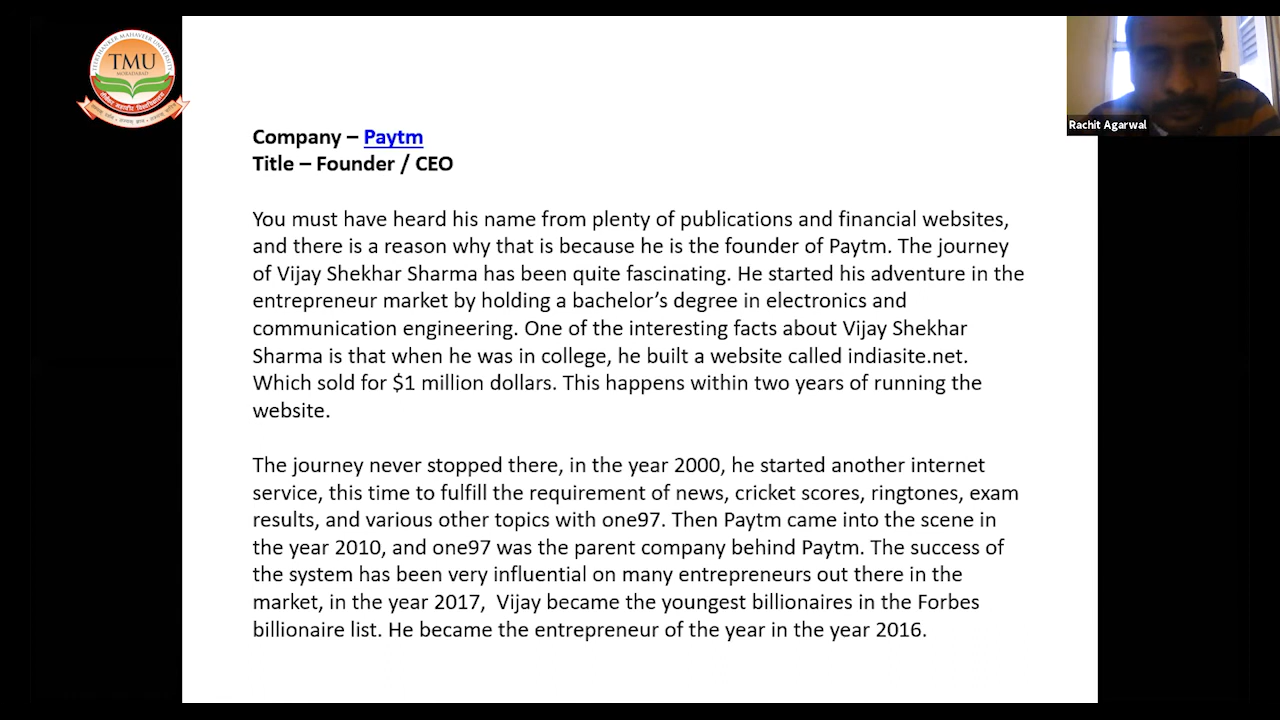 TEERTHANKER MAHAVEER UNIVERSITY
TMU
MORADABAD
Rachit Agarwal
Company – Paytm
Title – Founder / CEO
You must have heard his name from plenty of publications and financial websites,
and there is a reason why that is because he is the founder of Paytm. The journey
of Vijay Shekhar Sharma has been quite fascinating. He started his adventure in the
entrepreneur market by holding a bachelor’s degree in electronics and
communication engineering. One of the interesting facts about Vijay Shekhar
Sharma is that when he was in college, he built a website called indiasite.net.
Which sold for $1 million dollars. This happens within two years of running the
website.
The journey never stopped there, in the year 2000, he started another internet
service, this time to fulfill the requirement of news, cricket scores, ringtones, exam
results, and various other topics with one97. Then Paytm came into the scene in
the year 2010, and one97 was the parent company behind Paytm. The success of
the system has been very influential on many entrepreneurs out there in the
market, in the year 2017,  Vijay became the youngest billionaires in the Forbes
billionaire list. He became the entrepreneur of the year in the year 2016.